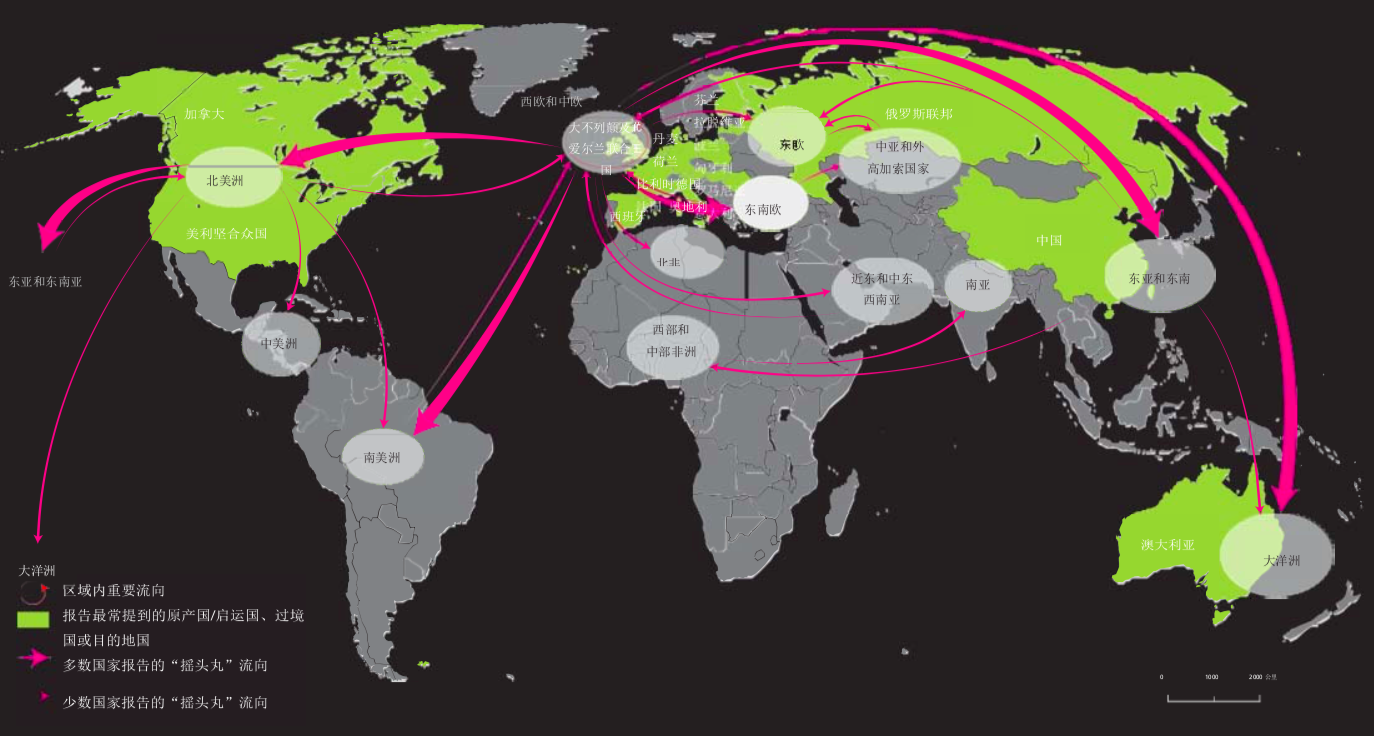 西欧和中欧
芬兰
加拿大
俄罗斯联邦
拉脱维亚
大不列颠及北
爱尔兰联合王
国
丹麦
东欧
中亚和外
高加索国家
荷兰
北美洲
比利时德国
法国 奥地利
西班牙
东南欧
美利坚合众国
中国
北非
东亚和东南亚
近东和中东
西南亚
南亚
东亚和东南
西部和
中部非洲
中美洲
南美洲
澳大利亚
大洋洲
大洋洲
区域内重要流向
报告最常提到的原产国/启运国、过境
国或目的地国
多数国家报告的“摇头丸”流向
少数国家报告的“摇头丸”流向
0 1000 2000 公里